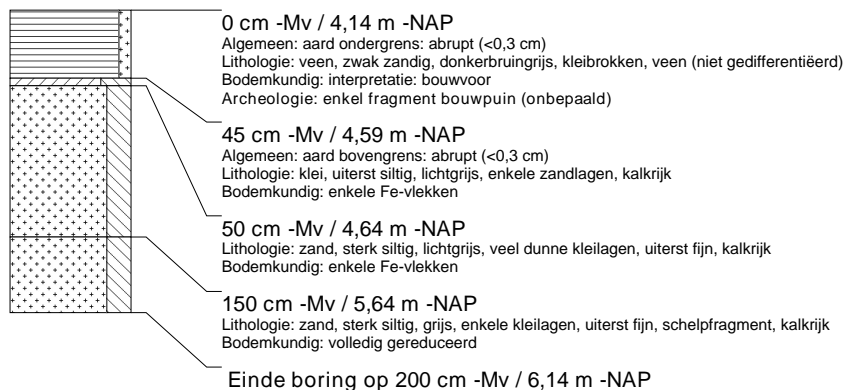 0 cm -Mv / 4,14 m -NAP
Algemeen: aard ondergrens: abrupt (<0,3 cm)
Lithologie: veen, zwak zandig, donkerbruingrijs, kleibrokken, veen (niet gedifferentiëerd)
Bodemkundig: interpretatie: bouwvoor
Archeologie: enkel fragment bouwpuin (onbepaald)
45 cm -Mv / 4,59 m -NAP
Algemeen: aard bovengrens: abrupt (<0,3 cm)
Lithologie: klei, uiterst siltig, lichtgrijs, enkele zandlagen, kalkrijk
Bodemkundig: enkele Fe-vlekken
50 cm -Mv / 4,64 m -NAP
Lithologie: zand, sterk siltig, lichtgrijs, veel dunne kleilagen, uiterst fijn, kalkrijk
Bodemkundig: enkele Fe-vlekken
150 cm -Mv / 5,64 m -NAP
Lithologie: zand, sterk siltig, grijs, enkele kleilagen, uiterst fijn, schelpfragment, kalkrijk
Bodemkundig: volledig gereduceerd
Einde boring op 200 cm -Mv / 6,14 m -NAP